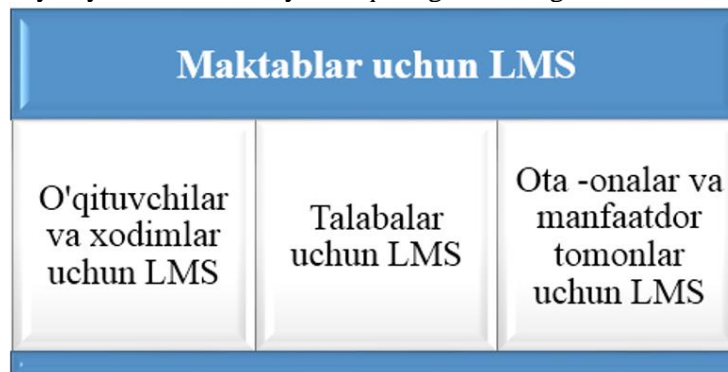 Maktablar uchun LMS
O'qituvchilar
va xodimlar
uchun LMS
Talabalar
uchun LMS
Ota -onalar va
manfaatdor
tomonlar
uchun LMS